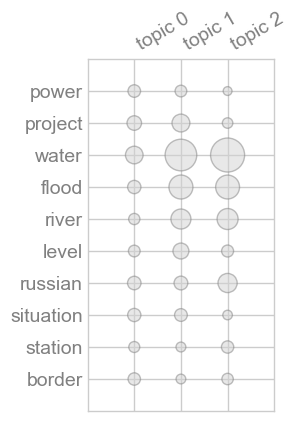 topic 0
topic 1
topic 2
power
project
water
flood
river
level
russian
situation
station
border